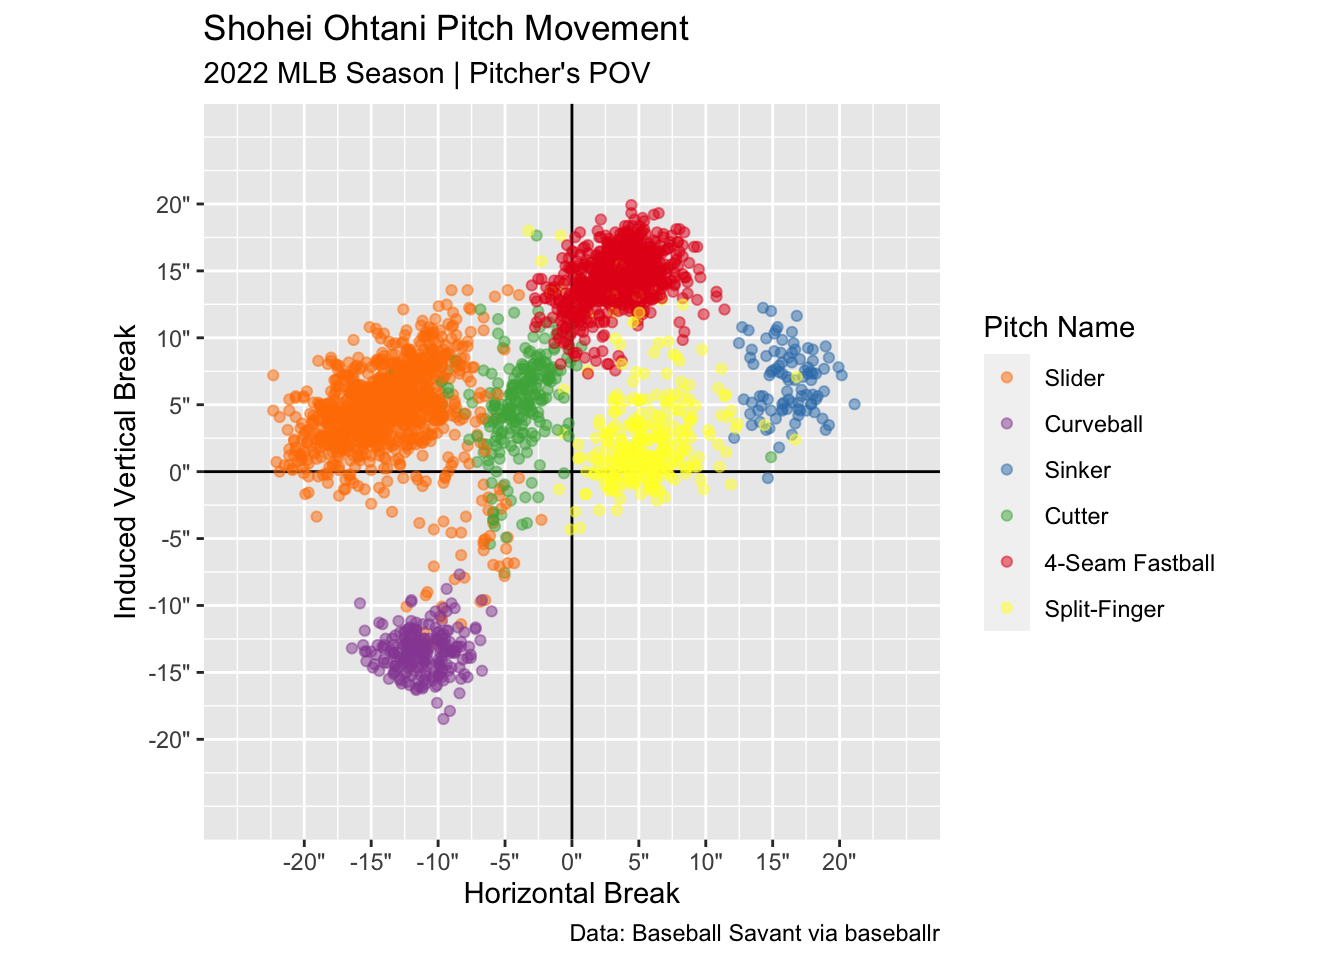 Shohei Ohtani Pitch Movement
2022 MLB Season | Pitcher's POV
Induced Vertical Break
20"
15"
10"
5"
0"
-5"
-10"
-15"
-20"
-20" -15" -10" -5" 0" 5" 10" 15" 20"
Horizontal Break
Data: Baseball Savant via baseballr
Pitch Name
Slider
Curveball
Sinker
Cutter
4-Seam Fastball
Split-Finger